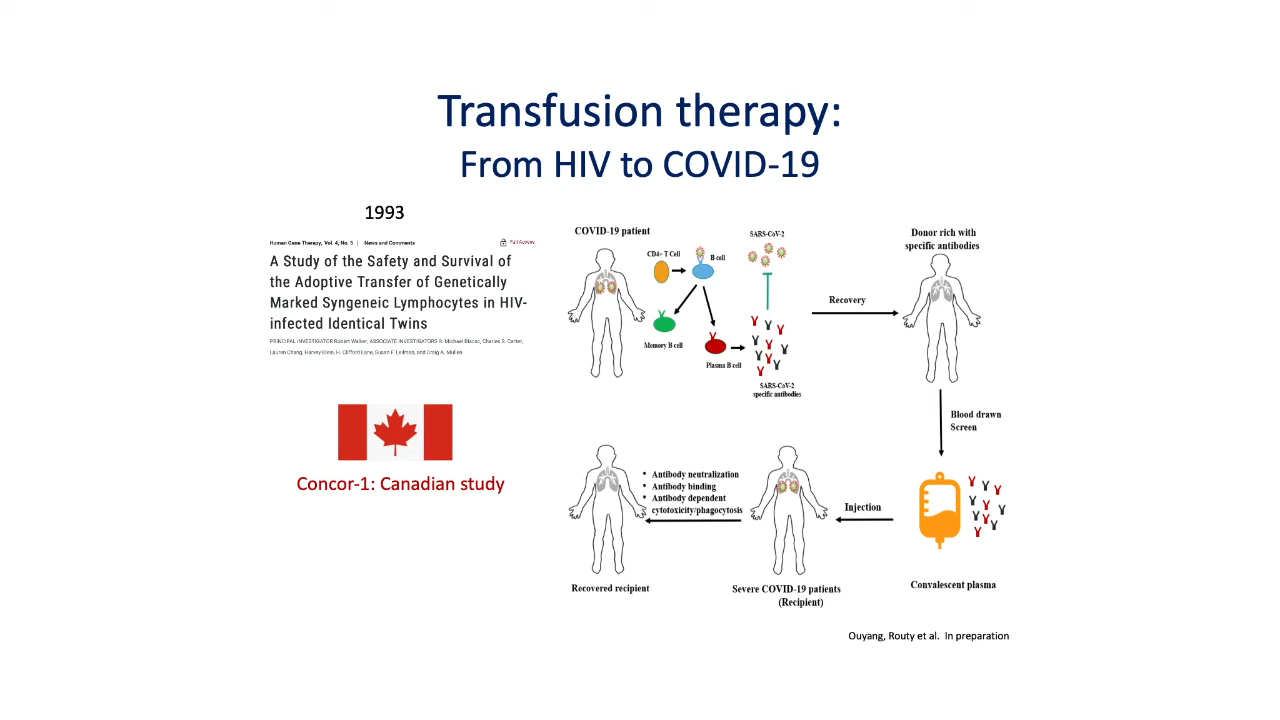 Transfusion therapy:
From HIV to COVID-19
1993
Human Gene Therapy, Vol. 4, No. 5 | News and Comments
Full Access
A Study of the Safety and Survival of
the Adoptive Transfer of Genetically
Marked Syngeneic Lymphocytes in HIV-
infected Identical Twins
PRINCIPAL INVESTIGATOR Robert Walker, ASSOCIATE INVESTIGATORS R. Michael Blaese, Charles S. Carter,
Lauren Chang, Harvey Klein, H. Clifford Lane, Susan F. Leitman, and Craig A. Mullen
Concor-1: Canadian study
COVID-19 patient
CD4+ T Cell
B cell
SARS-CoV-2
Memory B cell
Plasma B cell
SARS-CoV-2
specific antibodies
Recovery
Donor rich with
specific antibodies
Blood drawn
Screen
Convalescent plasma
Injection
Severe COVID-19 patients
(Recipient)
• Antibody neutralization
• Antibody binding
• Antibody dependent
cytotoxicity/phagocytosis
Recovered recipient
Ouyang, Routy et al. In preparation